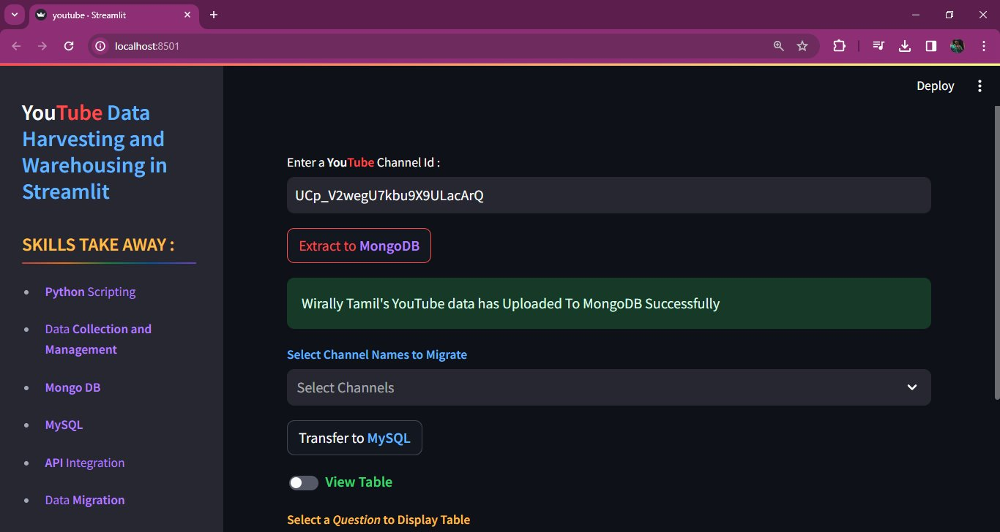 youtube · Streamlit
localhost:8501
Deploy
YouTube Data
Harvesting and
Warehousing in
Streamlit
SKILLS TAKE AWAY :
Python Scripting
Data Collection and
Management
Mongo DB
MySQL
API Integration
Data Migration
Enter a YouTube Channel Id :
UCp_V2wegU7kbu9X9ULacArQ
Extract to MongoDB
Wirally Tamil's YouTube data has Uploaded To MongoDB Successfully
Select Channel Names to Migrate
Select Channels
Transfer to MySQL
View Table
Select a Question to Display Table